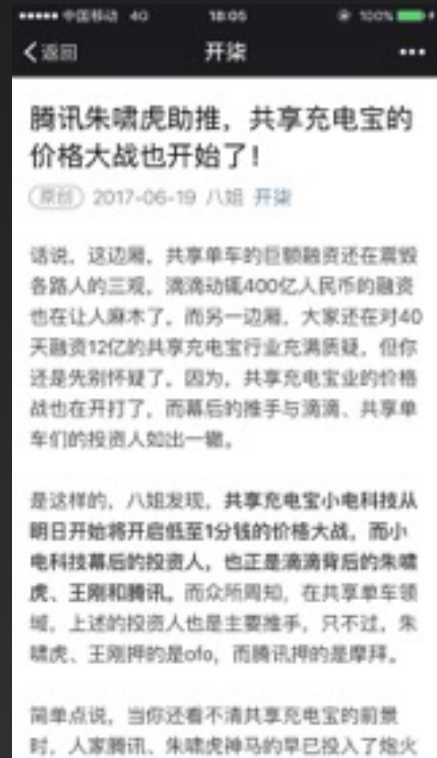 中国移动 4G 18:05 100%
返回 开柒
腾讯朱啸虎助推，共享充电宝的
价格大战也开始了！
原创 2017-06-19 八姐 开柒
话说，这边厢，共享单车的巨额融资还在震毁
各路人的三观，滴滴动辄400亿人民币的融资
也在让人麻木了。而另一边厢，大家还在对40
天融资12亿的共享充电宝行业充满质疑，但你
还是先别怀疑了。因为，共享充电宝业的价格
战也在开打了，而幕后的推手与滴滴、共享单
车们的投资人如出一辙。
是这样的，八姐发现，共享充电宝小电科技从
明日开始将开启低至1分钱的价格大战，而小
电科技幕后的投资人，也正是滴滴背后的朱啸
虎、王刚和腾讯。而众所周知，在共享单车领
域，上述的投资人也是主要推手，只不过，朱
啸虎、王刚押的是ofo，而腾讯押的是摩拜。
简单点说，当你还看不清共享充电宝的前景
时，人家腾讯、朱啸虎神马的早已投入了炮火